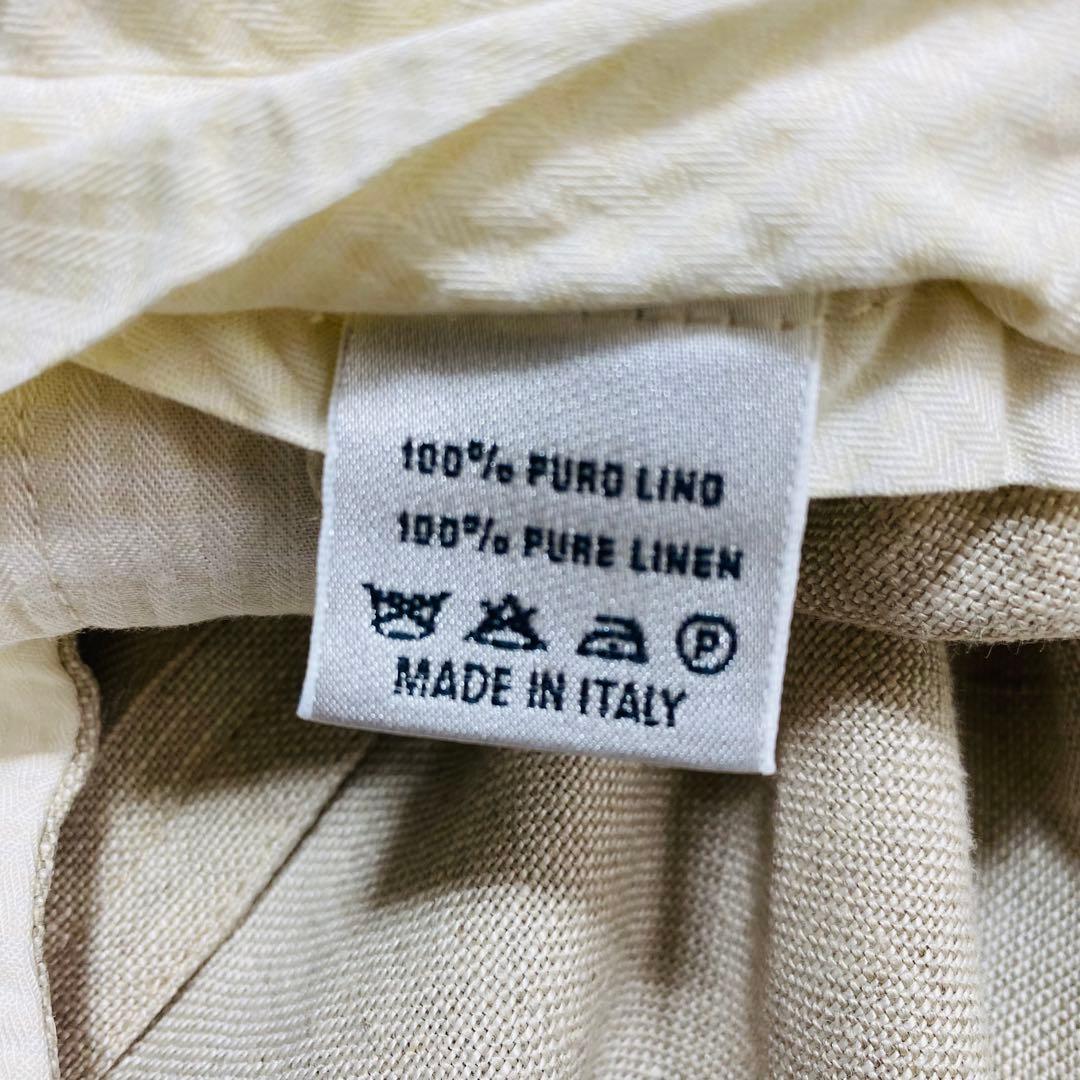 100% PURO LINO
100% PURE LINEN
P
MADE IN ITALY